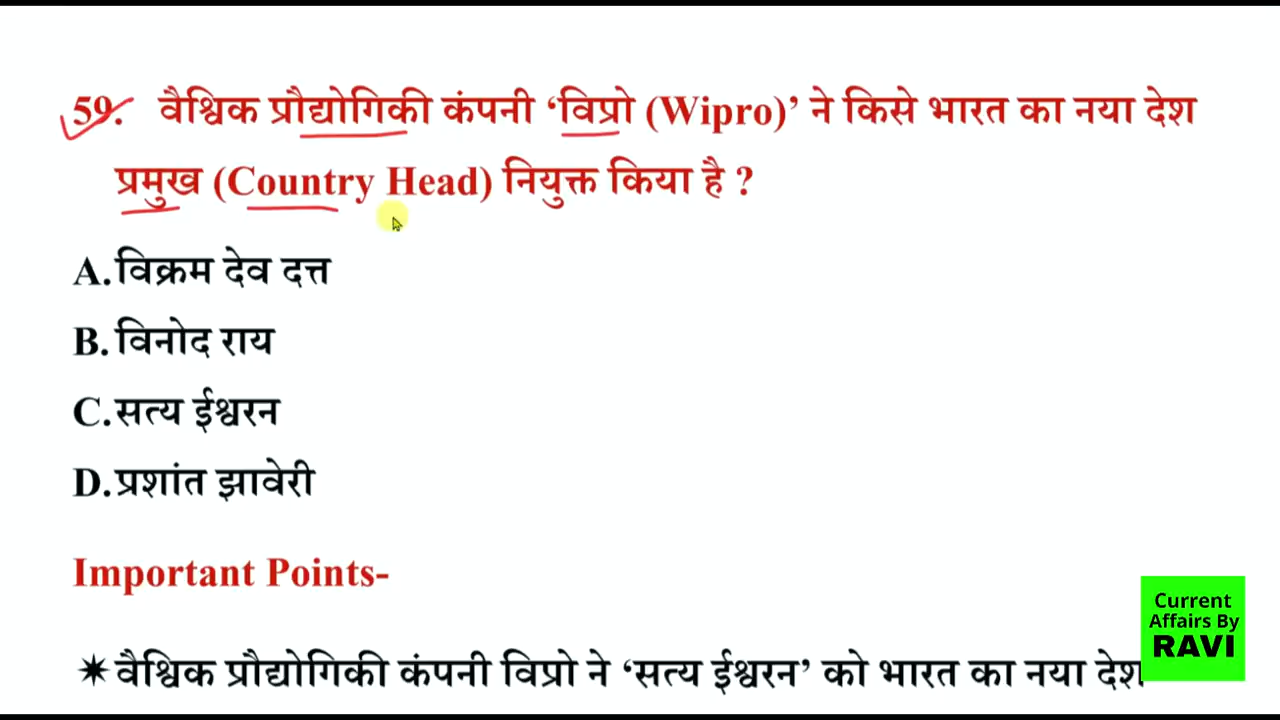 59. वैश्विक प्रौद्योगिकी कंपनी ‘विप्रो (Wipro)’ ने किसे भारत का नया देश
प्रमुख (Country Head) नियुक्त किया है ?
A.विक्रम देव दत्त
B.विनोद राय
C.सत्य ईश्वरन
D.प्रशांत झावेरी
Important Points-
✶वैश्विक प्रौद्योगिकी कंपनी विप्रो ने ‘सत्य ईश्वरन’ को भारत का नया देश
Current
Affairs By
RAVI